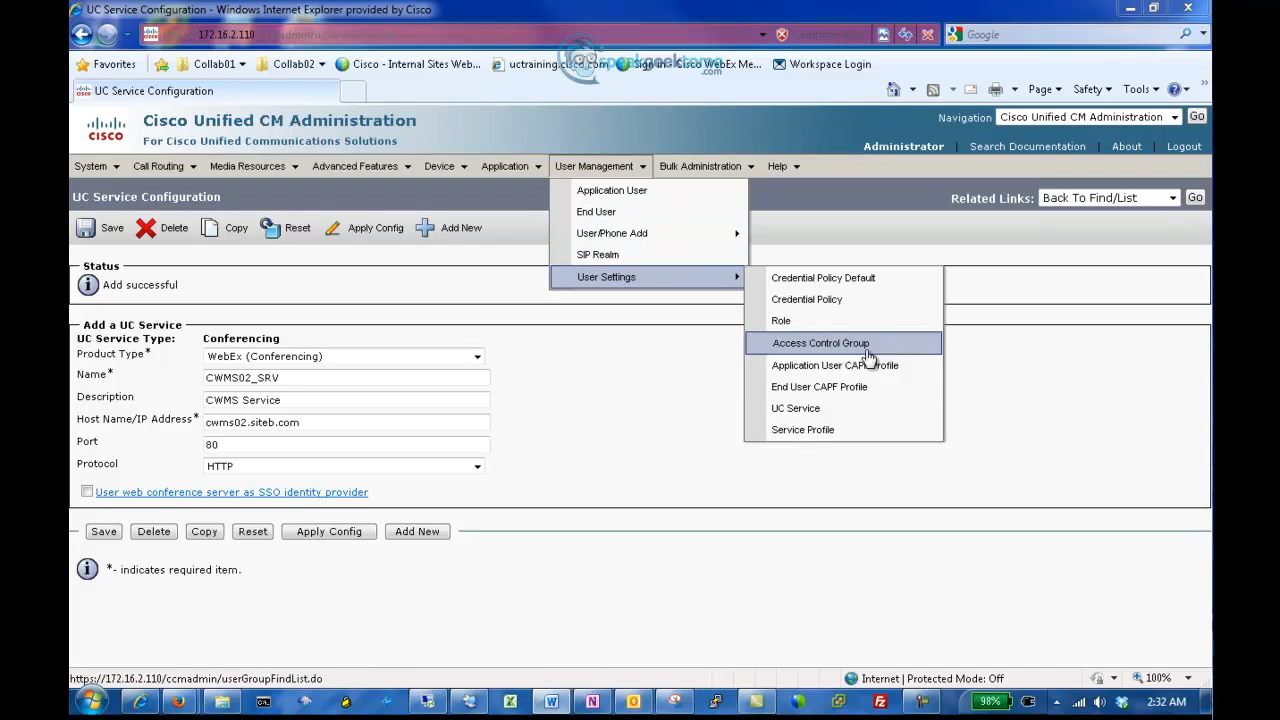 UC Service Configuration - Windows Internet Explorer provided by Cisco
172.16.2.110
Google
speakgeektome
.com
Favorites Collab01 Collab02 Cisco - Internal Sites Web... uctraining.cisco.com Sign In - Cisco WebEx Me... Workspace Login
UC Service Configuration
Page Safety Tools
cisco
Cisco Unified CM Administration
For Cisco Unified Communications Solutions
Navigation Cisco Unified CM Administration Go
Administrator Search Documentation About Logout
System Call Routing Media Resources Advanced Features Device Application User Management Bulk Administration Help
UC Service Configuration
Related Links: Back To Find/List Go
Save Delete Copy Reset Apply Config Add New
Application User
End User
User/Phone Add
SIP Realm
User Settings
Credential Policy Default
Credential Policy
Role
Access Control Group
Application User CAPF Profile
End User CAPF Profile
UC Service
Service Profile
Status
Add successful
Add a UC Service
UC Service Type: Conferencing
Product Type* WebEx (Conferencing)
Name* CWMS02_SRV
Description CWMS Service
Host Name/IP Address* cwms02.siteb.com
Port 80
Protocol HTTP
User web conference server as SSO identity provider
Save Delete Copy Reset Apply Config Add New
*- indicates required item.
https://172.16.2.110/ccmadmin/userGroupFindList.do
Internet | Protected Mode: Off
100%
98%
2:32 AM